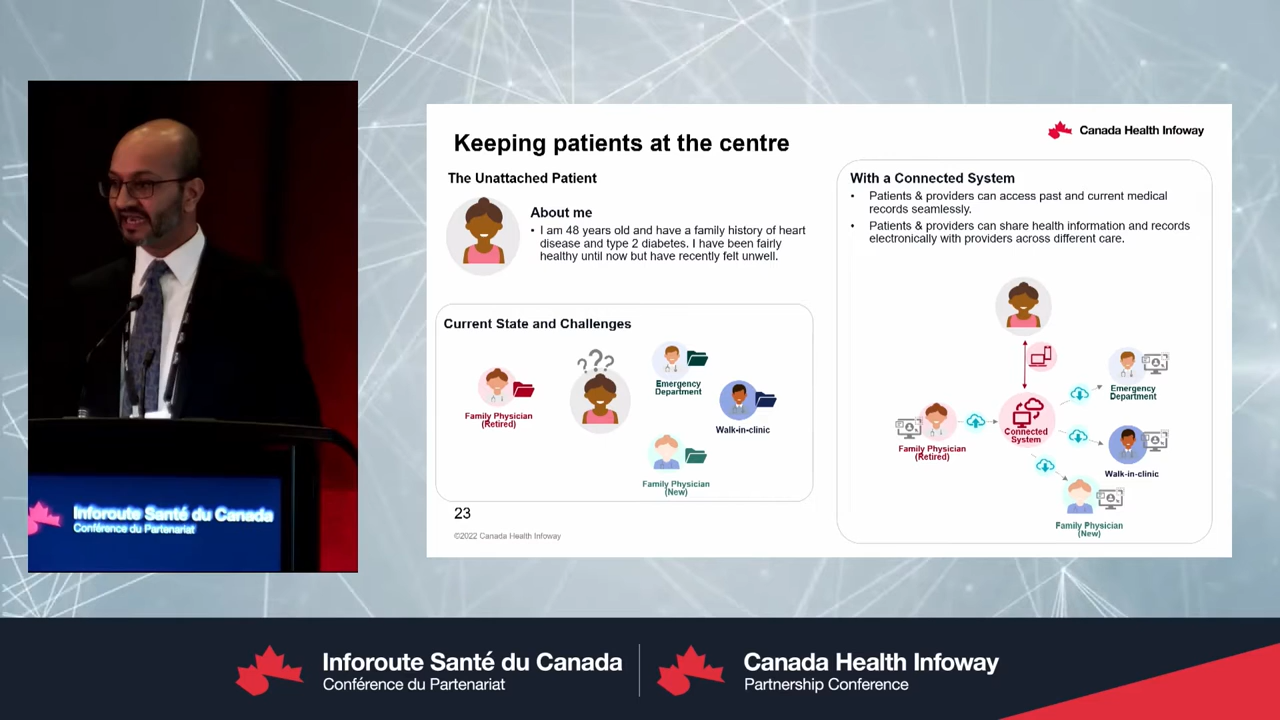 Inforoute Santé du Canada
Conférence du Partenariat
Keeping patients at the centre
Canada Health Infoway
The Unattached Patient
About me
• I am 48 years old and have a family history of heart
disease and type 2 diabetes. I have been fairly
healthy until now but have recently felt unwell.
Current State and Challenges
???
Family Physician
(Retired)
Emergency
Department
Walk-in-clinic
Family Physician
(New)
23
©2022 Canada Health Infoway
With a Connected System
• Patients & providers can access past and current medical
records seamlessly.
• Patients & providers can share health information and records
electronically with providers across different care.
Emergency
Department
Connected
System
Family Physician
(Retired)
Walk-in-clinic
Family Physician
(New)
Inforoute Santé du Canada
Conférence du Partenariat
Canada Health Infoway
Partnership Conference